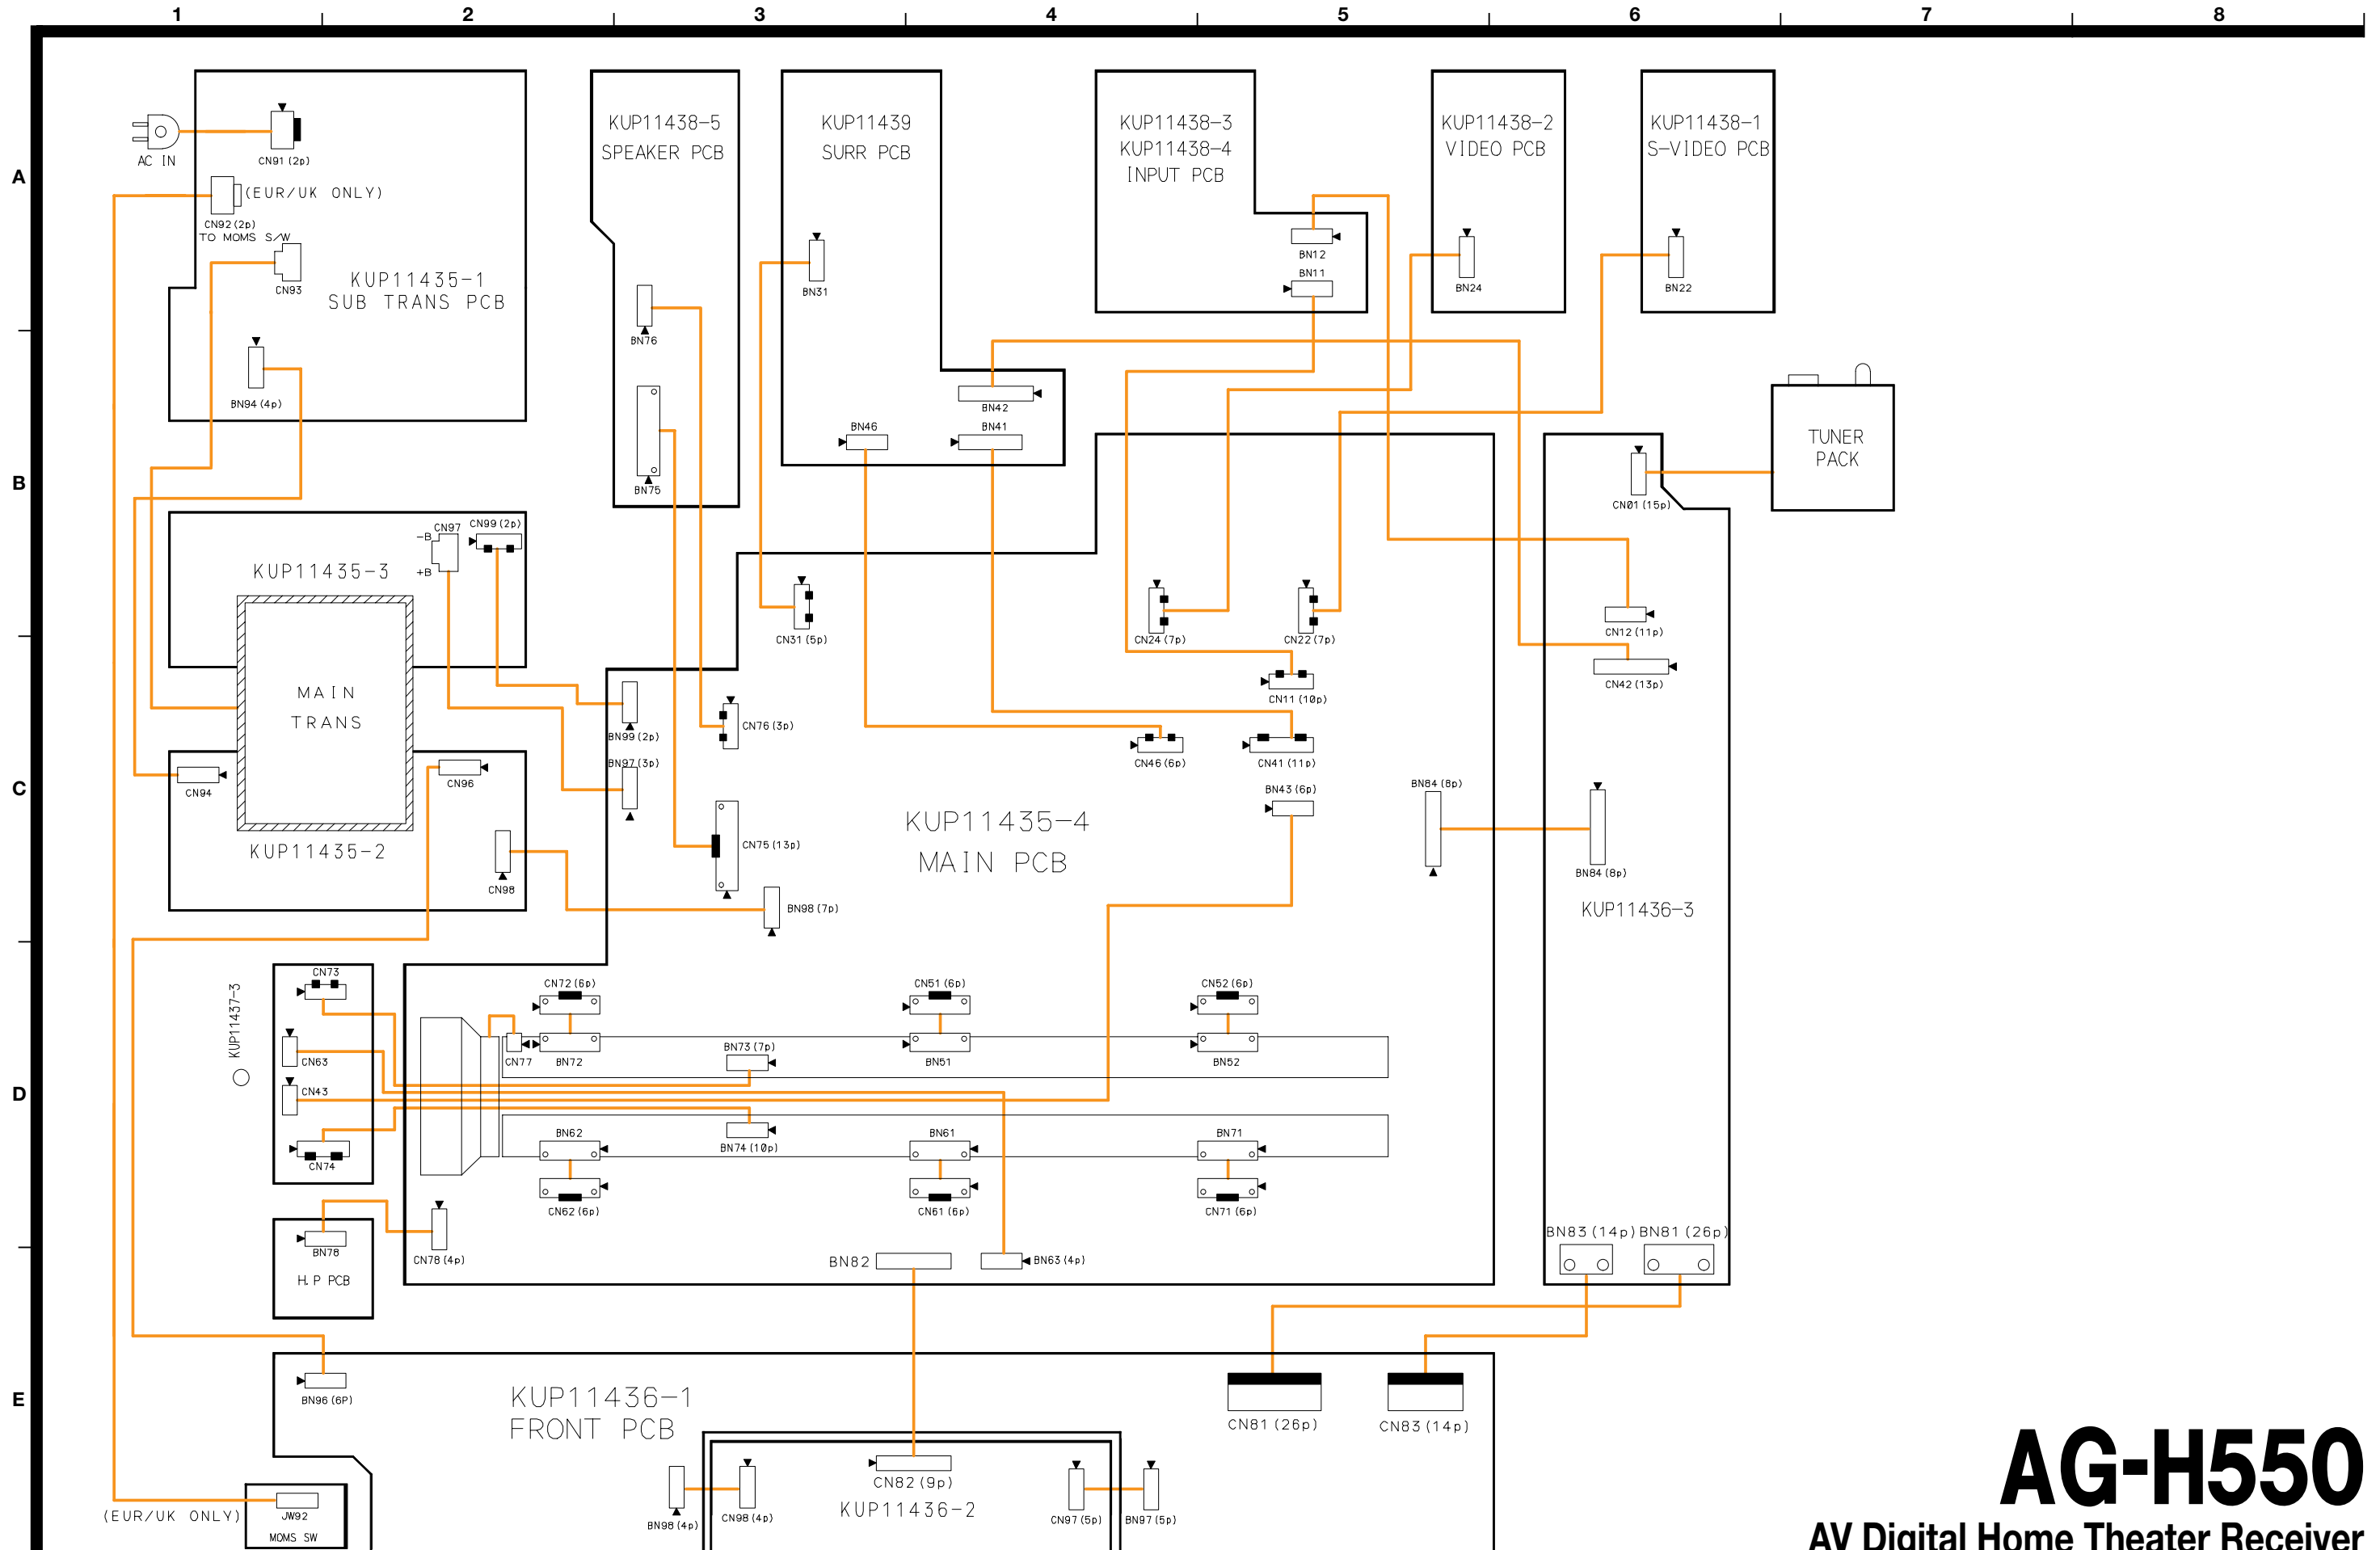 1 2 3 4 5 6 7 8
A
B
C
D
E
AC IN
CN91 (2p)
(EUR/UK ONLY)
CN92 (2p)
TO MOMS S/W
CN93
KUP11435-1
SUB TRANS PCB
BN94 (4p)
KUP11438-5
SPEAKER PCB
BN76
BN75
KUP11439
SURR PCB
BN31
BN42
BN46
BN41
KUP11438-3
KUP11438-4
INPUT PCB
BN12
BN11
KUP11438-2
VIDEO PCB
BN24
KUP11438-1
S-VIDEO PCB
BN22
TUNER
PACK
CN01 (15p)
CN97
CN99 (2p)
-B
+B
KUP11435-3
MAIN
TRANS
CN94
CN96
KUP11435-2
CN98
CN31 (5p)
CN24 (7p)
CN22 (7p)
CN12 (11p)
CN42 (13p)
CN11 (10p)
BN99 (2p)
CN76 (3p)
BN97 (3p)
CN46 (6p)
CN41 (11p)
BN43 (6p)
BN84 (8p)
CN75 (13p)
KUP11435-4
MAIN PCB
BN84 (8p)
BN98 (7p)
KUP11436-3
KUP11437-3
CN73
CN63
CN43
CN74
CN72 (6p)
CN51 (6p)
CN52 (6p)
CN77
BN72
BN73 (7p)
BN51
BN52
BN62
BN74 (10p)
BN61
BN71
CN62 (6p)
CN61 (6p)
CN71 (6p)
BN78
H.P PCB
CN78 (4p)
BN82
BN63 (4p)
BN83 (14p)
BN81 (26p)
BN96 (6P)
KUP11436-1
FRONT PCB
CN81 (26p)
CN83 (14p)
CN82 (9p)
KUP11436-2
BN98 (4p)
CN98 (4p)
CN97 (5p)
BN97 (5p)
(EUR/UK ONLY)
JW92
MOMS SW
AG-H550
AV Digital Home Theater Receiver